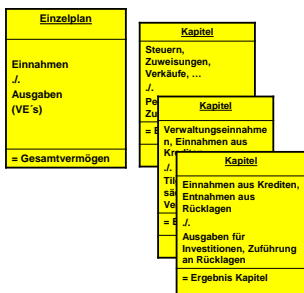 Einzelplan
Einnahmen
./.
Ausgaben
(VE´s)
= Gesamtvermögen
Kapitel
Steuern,
Zuweisungen,
Verkäufe, ...
./.
= E
Kapitel
Verwaltungseinnahme
n, Einnahmen aus
./.
= E
Kapitel
Einnahmen aus Krediten,
Entnahmen aus
Rücklagen
./.
Ausgaben für
Investitionen, Zuführung
an Rücklagen
= Ergebnis Kapitel